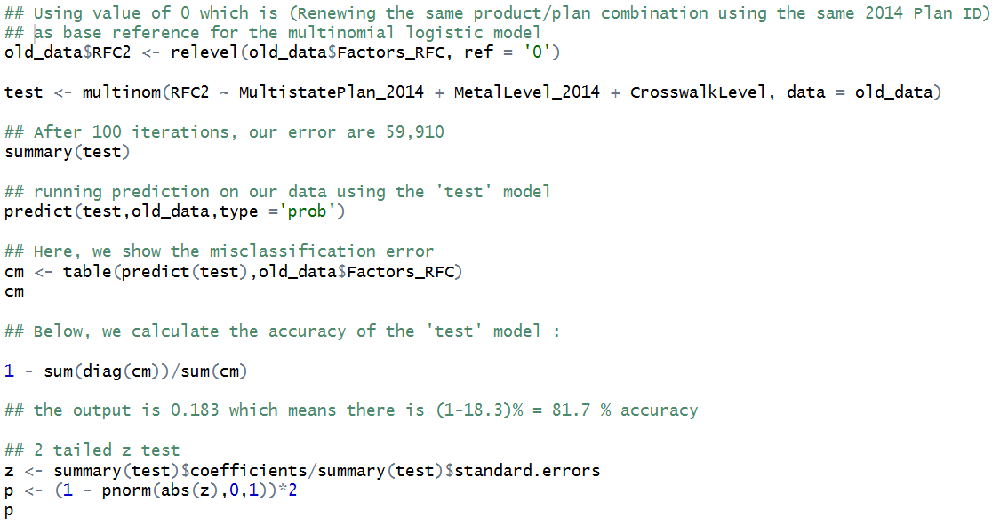 ## Using value of 0 which is (Renewing the same product/plan combination using the same 2014 Plan ID)
## as base reference for the multinomial logistic model
old_data$RFC2 <- relevel(old_data$Factors_RFC, ref = '0')
test <- multinom(RFC2 ~ MultistatePlan_2014 + MetalLevel_2014 + CrosswalkLevel, data = old_data)
## After 100 iterations, our error are 59,910
summary(test)
## running prediction on our data using the 'test' model
predict(test,old_data,type ='prob')
## Here, we show the misclassification error
cm <- table(predict(test),old_data$Factors_RFC)
cm
## Below, we calculate the accuracy of the 'test' model :
1 - sum(diag(cm))/sum(cm)
## the output is 0.183 which means there is (1-18.3)% = 81.7 % accuracy
## 2 tailed z test
z <- summary(test)$coefficients/summary(test)$standard.errors
p <- (1 - pnorm(abs(z),0,1))*2
p